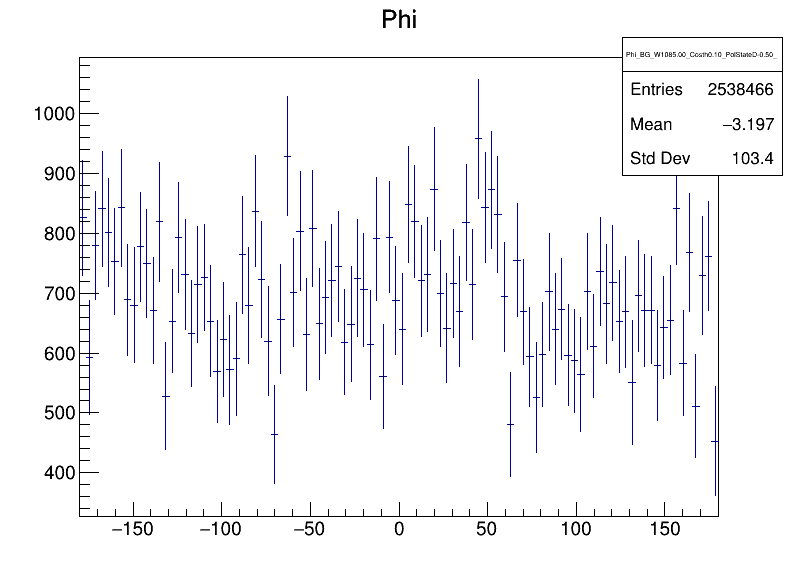 Phi
Phi_BG_W1085.00_Costh0.10_PolStateD-0.50_
Entries 2538466
Mean −3.197
Std Dev 103.4
1000
900
800
700
600
500
400
−150 −100 −50 0 50 100 150